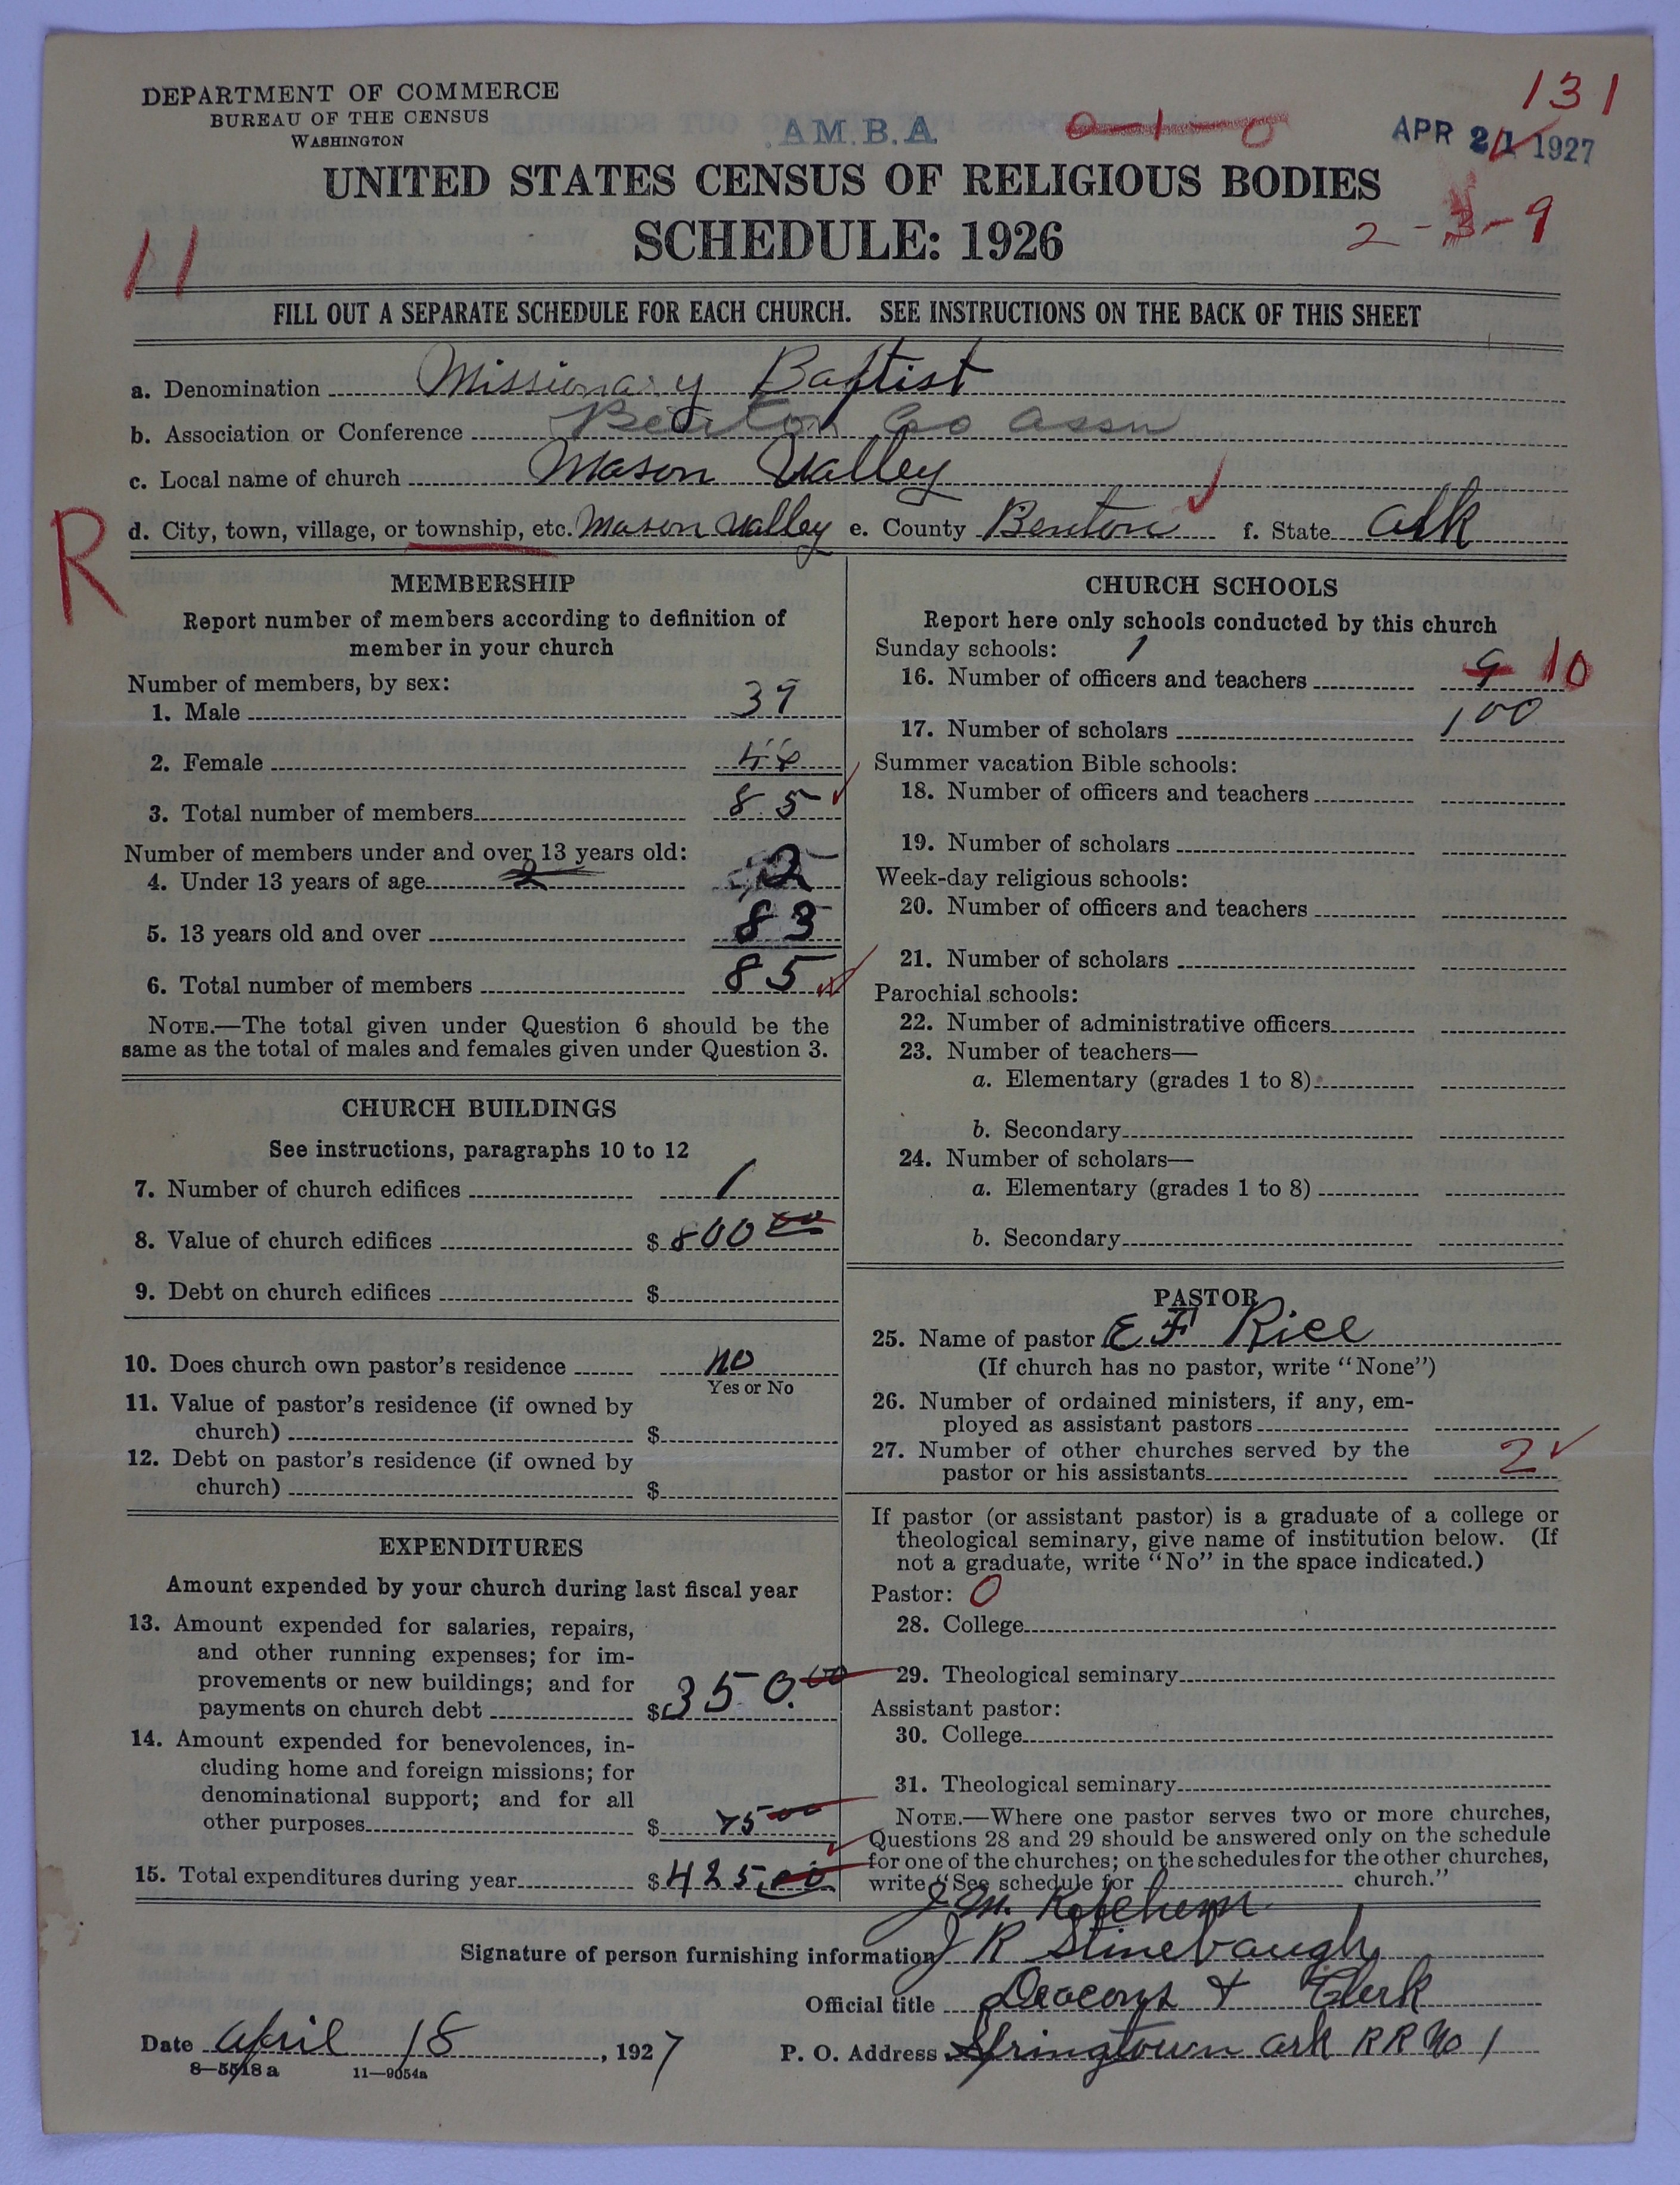 DEPARTMENT OF COMMERCE
BUREAU OF THE CENSUS
WASHINGTON
A.M.B.A
0-1-0
131
APR 21 1927
UNITED STATES CENSUS OF RELIGIOUS BODIES
SCHEDULE: 1926
2-3-9
11
FILL OUT A SEPARATE SCHEDULE FOR EACH CHURCH. SEE INSTRUCTIONS ON THE BACK OF THIS SHEET
a. Denomination Missionary Baptist
b. Association or Conference Benton Co Assn
c. Local name of church Mason Valley
R
d. City, town, village, or township, etc. Mason Valley e. County Benton f. State Ark
MEMBERSHIP
Report number of members according to definition of
member in your church
Number of members, by sex:
1. Male 39
2. Female 46
3. Total number of members 85
Number of members under and over 13 years old:
4. Under 13 years of age 2 2
5. 13 years old and over 83
6. Total number of members 85
NOTE.—The total given under Question 6 should be the
same as the total of males and females given under Question 3.
CHURCH BUILDINGS
See instructions, paragraphs 10 to 12
7. Number of church edifices 1
8. Value of church edifices $ 800 00
9. Debt on church edifices $
10. Does church own pastor's residence no
Yes or No
11. Value of pastor's residence (if owned by
church) $
12. Debt on pastor's residence (if owned by
church) $
EXPENDITURES
Amount expended by your church during last fiscal year
13. Amount expended for salaries, repairs,
and other running expenses; for im-
provements or new buildings; and for
payments on church debt $ 350.00
14. Amount expended for benevolences, in-
cluding home and foreign missions; for
denominational support; and for all
other purposes $ 75 00
15. Total expenditures during year $ 425.00
CHURCH SCHOOLS
Report here only schools conducted by this church
Sunday schools: 1
16. Number of officers and teachers 9 10
17. Number of scholars 100
Summer vacation Bible schools:
18. Number of officers and teachers
19. Number of scholars
Week-day religious schools:
20. Number of officers and teachers
21. Number of scholars
Parochial schools:
22. Number of administrative officers
23. Number of teachers—
a. Elementary (grades 1 to 8)
b. Secondary
24. Number of scholars—
a. Elementary (grades 1 to 8)
b. Secondary
PASTOR
25. Name of pastor E F Rice
(If church has no pastor, write "None")
26. Number of ordained ministers, if any, em-
ployed as assistant pastors
27. Number of other churches served by the
pastor or his assistants 2
If pastor (or assistant pastor) is a graduate of a college or
theological seminary, give name of institution below. (If
not a graduate, write "No" in the space indicated.)
Pastor: 0
28. College
29. Theological seminary
Assistant pastor:
30. College
31. Theological seminary
NOTE.—Where one pastor serves two or more churches,
Questions 28 and 29 should be answered only on the schedule
for one of the churches; on the schedules for the other churches,
write "See schedule for church."
J. M. Ketchum
Signature of person furnishing information J R Stinebaugh
Official title Deacons & Clerk
Date April 18, 1927 P. O. Address Springtown Ark R R No 1
8-5518 a 11-9054a